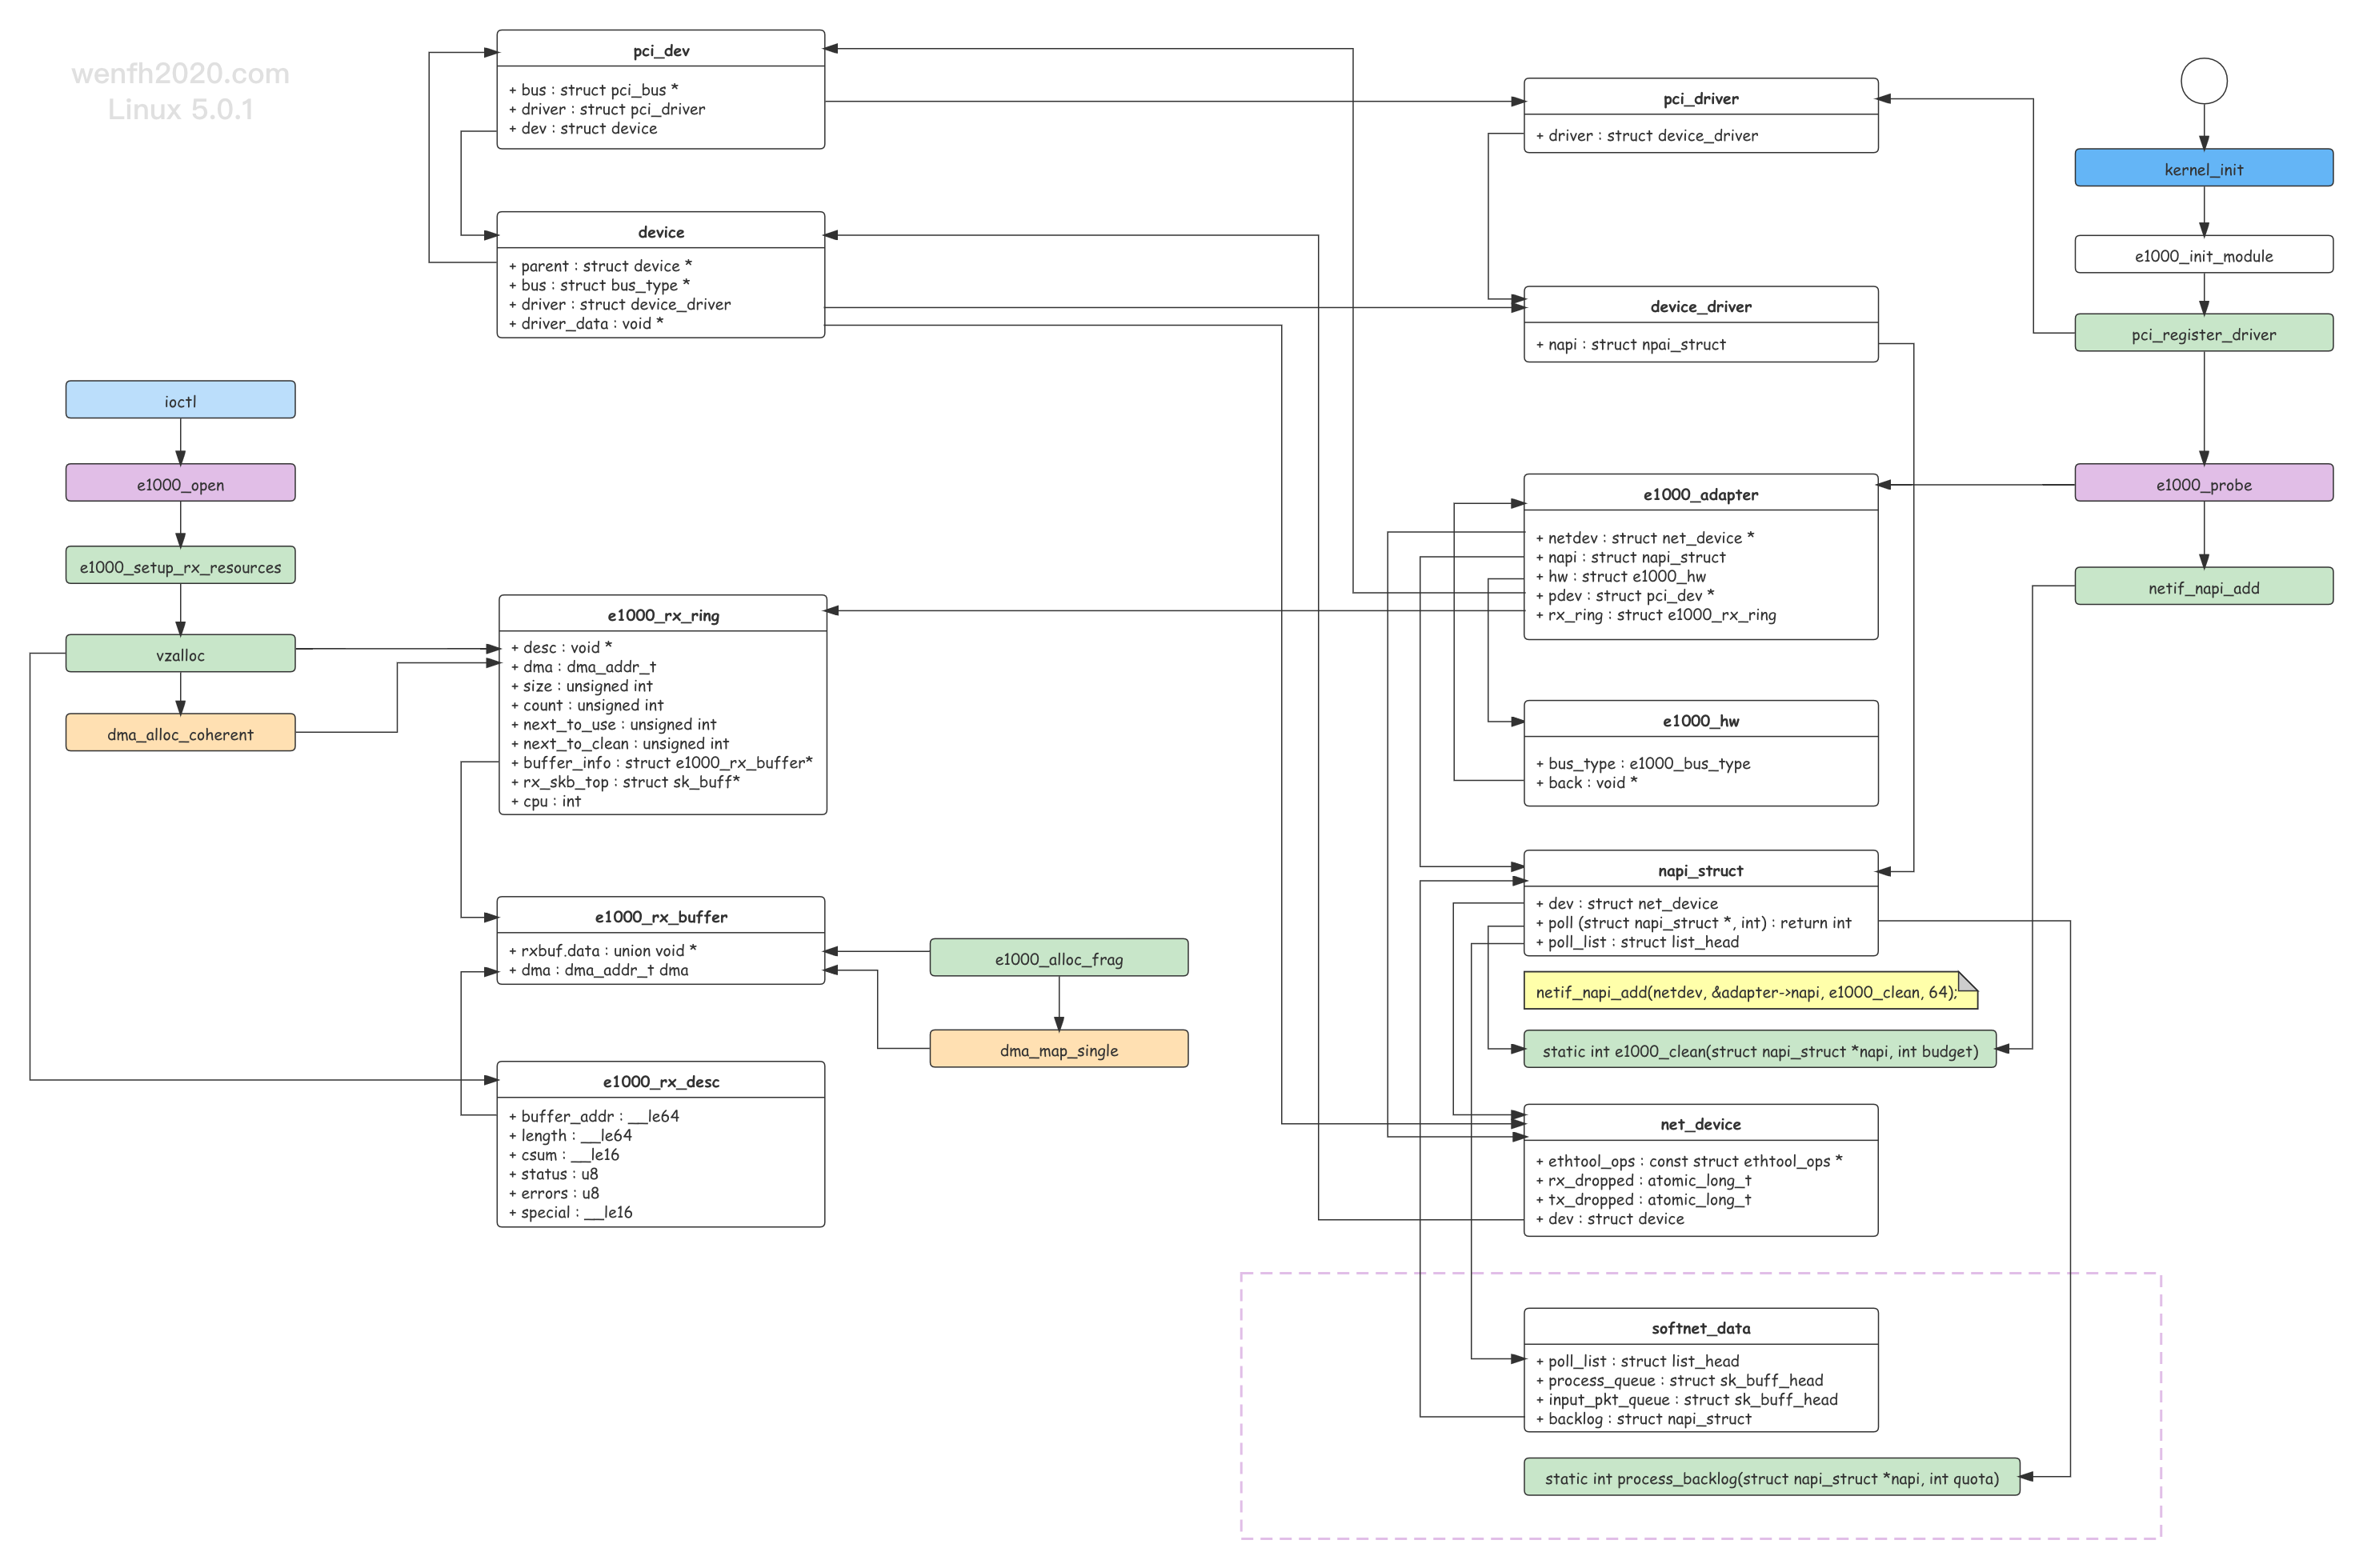 wenfh2020.com
Linux 5.0.1
pci_dev
+ bus : struct pci_bus *
+ driver : struct pci_driver
+ dev : struct device
device
+ parent : struct device *
+ bus : struct bus_type *
+ driver : struct device_driver
+ driver_data : void *
pci_driver
+ driver : struct device_driver
device_driver
+ napi : struct npai_struct
kernel_init
e1000_init_module
pci_register_driver
e1000_probe
netif_napi_add
ioctl
e1000_open
e1000_setup_rx_resources
vzalloc
dma_alloc_coherent
e1000_rx_ring
+ desc : void *
+ dma : dma_addr_t
+ size : unsigned int
+ count : unsigned int
+ next_to_use : unsigned int
+ next_to_clean : unsigned int
+ buffer_info : struct e1000_rx_buffer*
+ rx_skb_top : struct sk_buff*
+ cpu : int
e1000_adapter
+ netdev : struct net_device *
+ napi : struct napi_struct
+ hw : struct e1000_hw
+ pdev : struct pci_dev *
+ rx_ring : struct e1000_rx_ring
e1000_hw
+ bus_type : e1000_bus_type
+ back : void *
e1000_rx_buffer
+ rxbuf.data : union void *
+ dma : dma_addr_t dma
e1000_alloc_frag
dma_map_single
e1000_rx_desc
+ buffer_addr : __le64
+ length : __le64
+ csum : __le16
+ status : u8
+ errors : u8
+ special : __le16
napi_struct
+ dev : struct net_device
+ poll (struct napi_struct *, int) : return int
+ poll_list : struct list_head
netif_napi_add(netdev, &adapter->napi, e1000_clean, 64);
static int e1000_clean(struct napi_struct *napi, int budget)
net_device
+ ethtool_ops : const struct ethtool_ops *
+ rx_dropped : atomic_long_t
+ tx_dropped : atomic_long_t
+ dev : struct device
softnet_data
+ poll_list : struct list_head
+ process_queue : struct sk_buff_head
+ input_pkt_queue : struct sk_buff_head
+ backlog : struct napi_struct
static int process_backlog(struct napi_struct *napi, int quota)